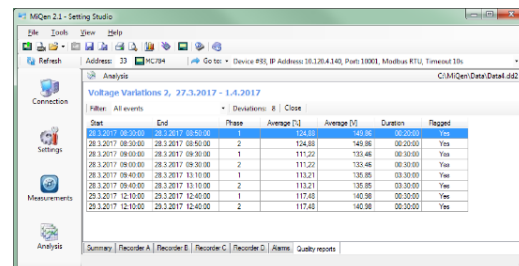 MiQen 2.1 - Setting Studio
File Tools View Help
Refresh Address: 33 MC784 Go to: Device #33, IP Address: 10.120.4.140, Port: 10001, Modbus RTU, Timeout 10s
Analysis C:\MiQen\Data\Data4.dd2
Voltage Variations 2, 27.3.2017 - 1.4.2017
Filter: All events Deviations: 8 Close
Start End Phase Average [%] Average [V] Duration Flagged
28.3.2017 08:30:00 28.3.2017 08:50:00 1 124,88 149,86 00:20:00 Yes
28.3.2017 08:30:00 28.3.2017 08:50:00 2 124,88 149,86 00:20:00 Yes
28.3.2017 09:00:00 28.3.2017 09:30:00 1 111,22 133,46 00:30:00 Yes
28.3.2017 09:00:00 28.3.2017 09:30:00 2 111,22 133,46 00:30:00 Yes
28.3.2017 09:40:00 28.3.2017 13:10:00 1 113,21 135,85 03:30:00 Yes
28.3.2017 09:40:00 28.3.2017 13:10:00 2 113,21 135,85 03:30:00 Yes
29.3.2017 12:10:00 29.3.2017 12:40:00 1 117,48 140,98 00:30:00 Yes
29.3.2017 12:10:00 29.3.2017 12:40:00 2 117,48 140,98 00:30:00 Yes
Connection
Settings
Measurements
Analysis
Summary Recorder A Recorder B Recorder C Recorder D Alarms Quality reports